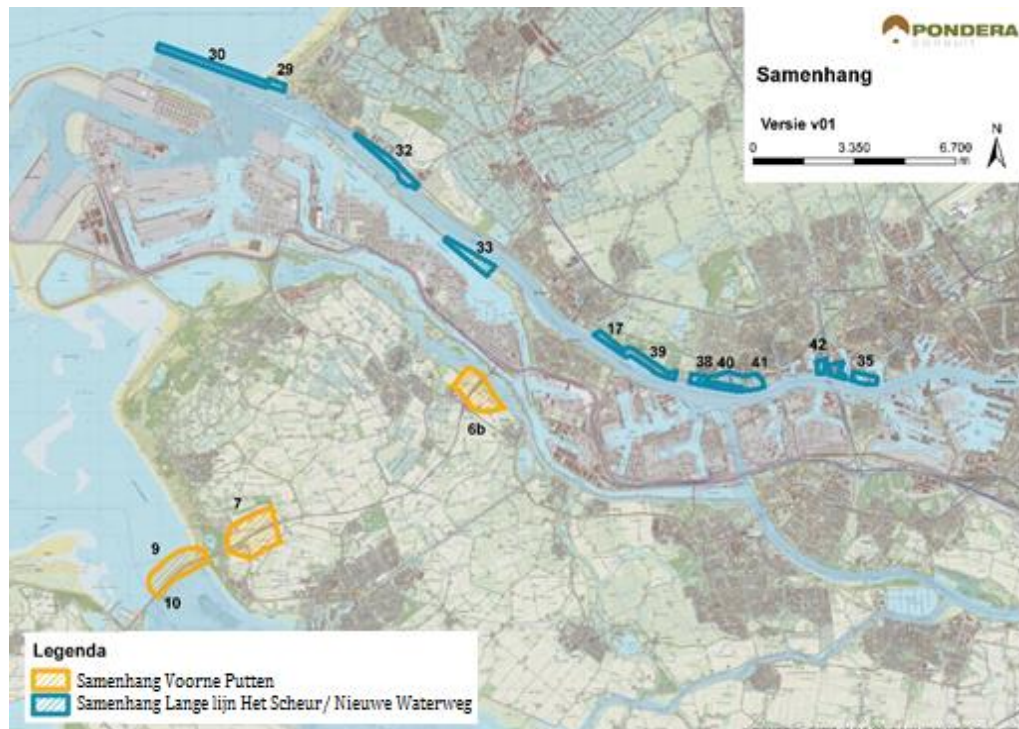 PONDERA
CONSULT
Samenhang
Versie v01
N
0 3.350 6.700
m
30
29
32
33
17
39
38 40 41
42
35
6b
7
9
10
Legenda
Samenhang Voorne Putten
Samenhang Lange lijn Het Scheur/ Nieuwe Waterweg